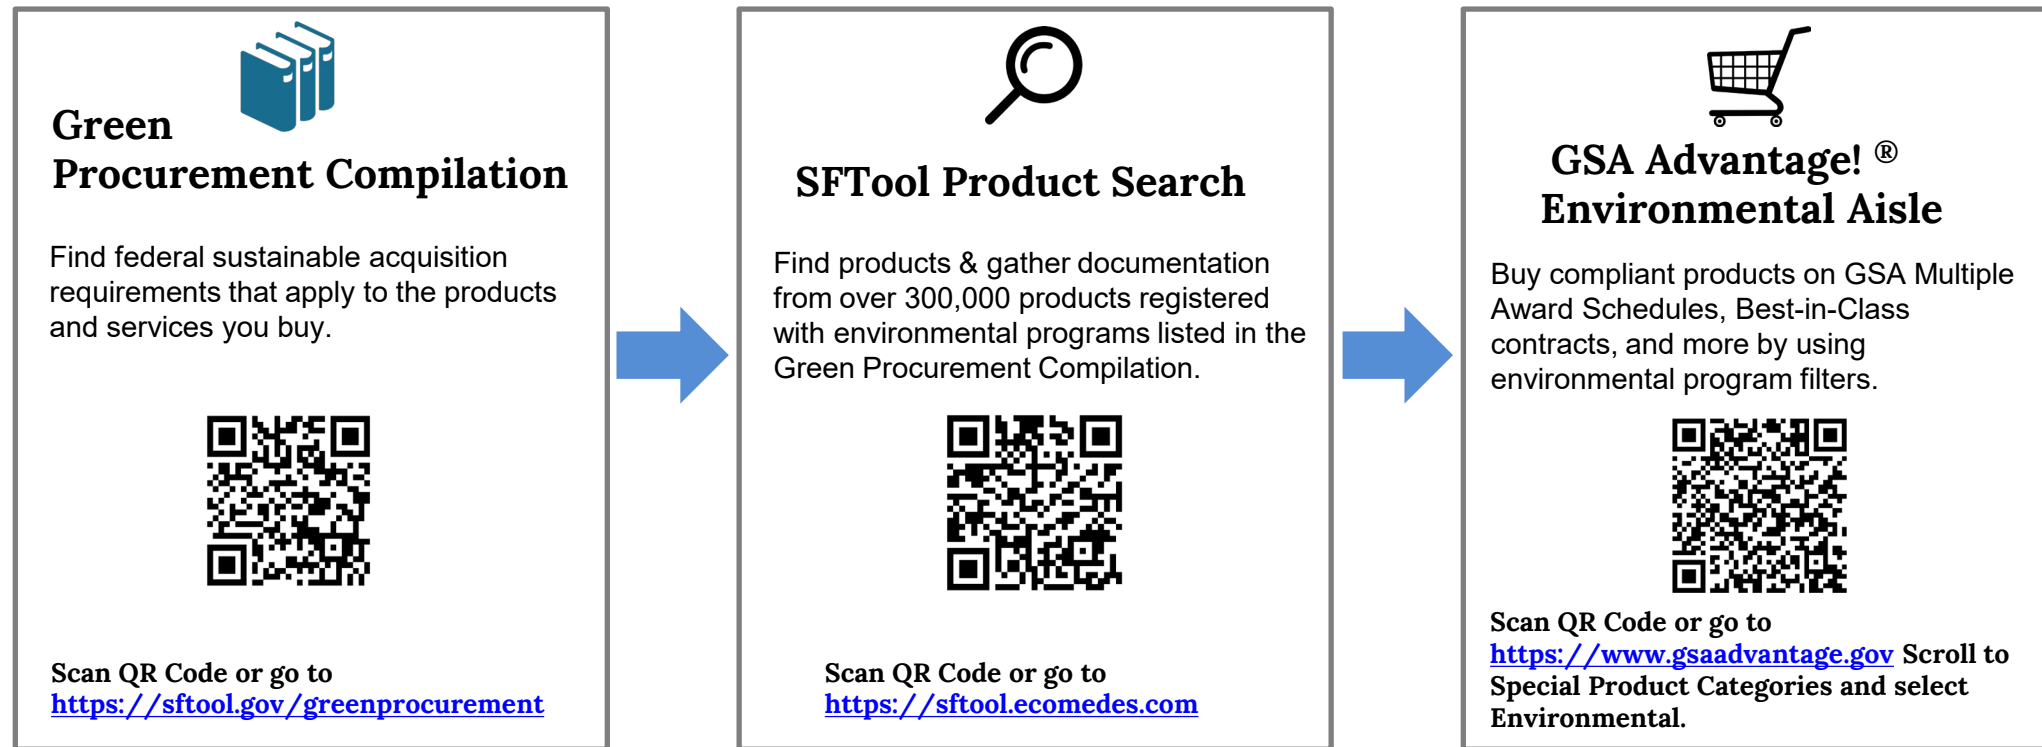 Green
Procurement Compilation
Find federal sustainable acquisition
requirements that apply to the products
and services you buy.
Scan QR Code or go to
https://sftool.gov/greenprocurement
SFTool Product Search
Find products & gather documentation
from over 300,000 products registered
with environmental programs listed in the
Green Procurement Compilation.
Scan QR Code or go to
https://sftool.ecomedes.com
GSA Advantage! ®
Environmental Aisle
Buy compliant products on GSA Multiple
Award Schedules, Best-in-Class
contracts, and more by using
environmental program filters.
Scan QR Code or go to
https://www.gsaadvantage.gov Scroll to
Special Product Categories and select
Environmental.